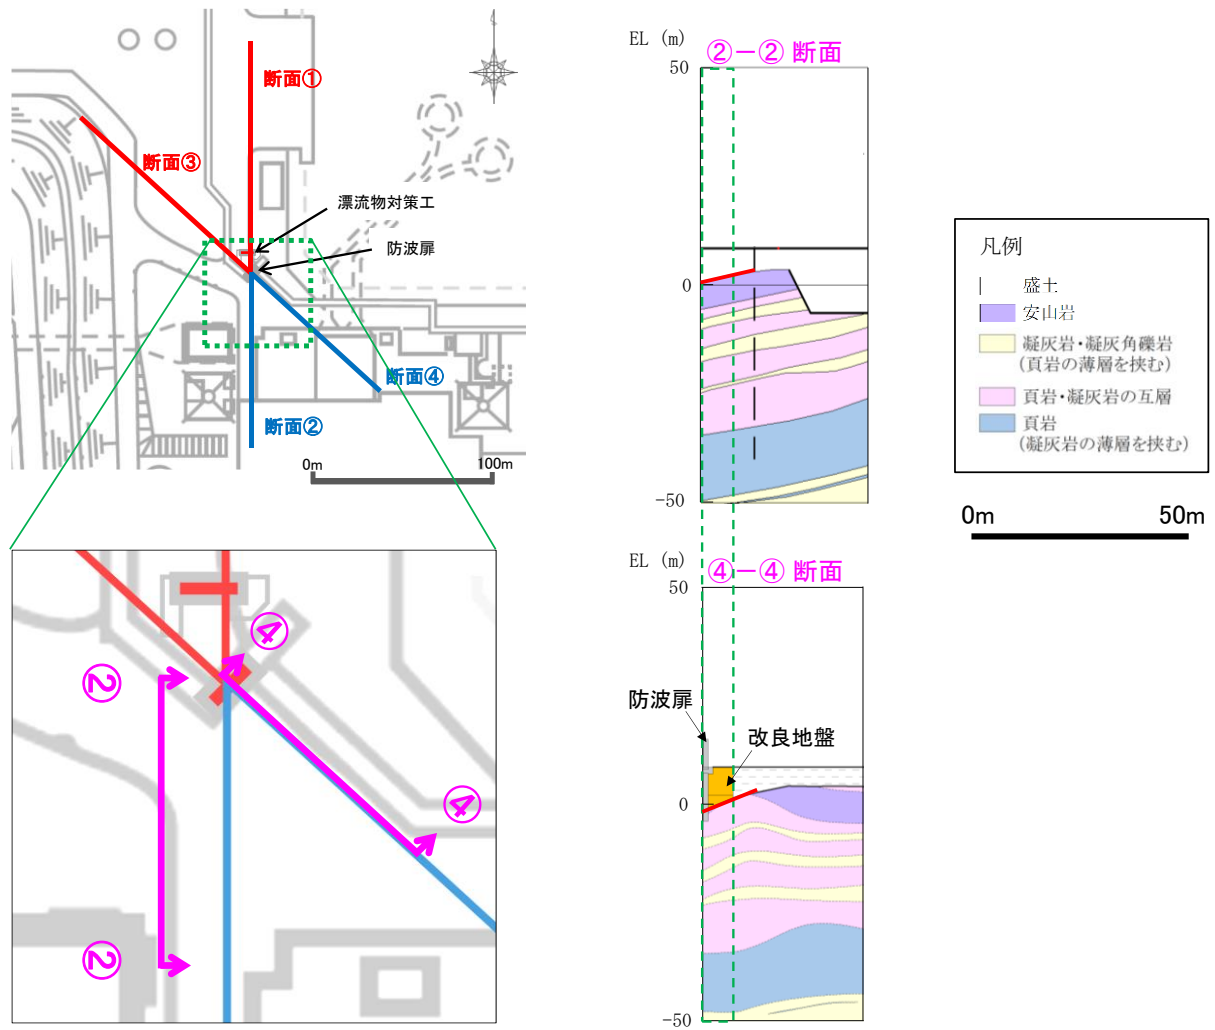 断面①
断面③
漂流物対策工
防波扉
断面④
断面②
0m
100m
②
④
④
②
EL (m)
②－② 断面
50
0
-50
凡例
盛土
安山岩
凝灰岩・凝灰角礫岩
(頁岩の薄層を挟む)
頁岩・凝灰岩の互層
頁岩
(凝灰岩の薄層を挟む)
0m
50m
EL (m)
④－④ 断面
50
防波扉
改良地盤
0
-50